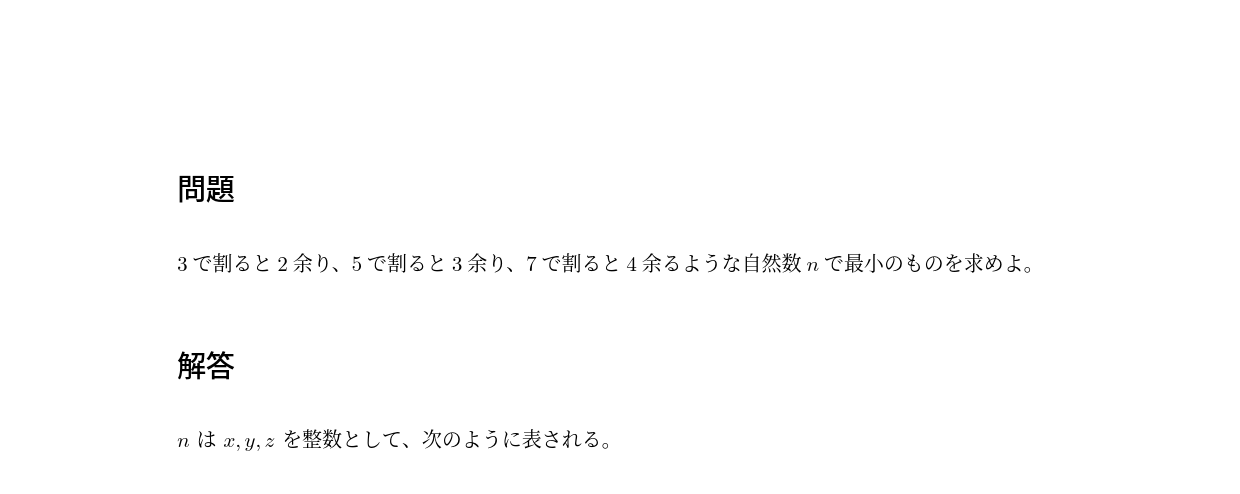 問題
3 で割ると 2 余り、5 で割ると 3 余り、7 で割ると 4 余るような自然数 n で最小のものを求めよ。
解答
n は x, y, z を整数として、次のように表される。